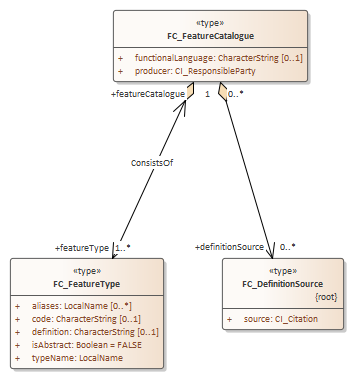 «type»
FC_FeatureCatalogue
+ functionalLanguage: CharacterString [0..1]
+ producer: CI_ResponsibleParty
+featureCatalogue 1 0..*
ConsistsOf
+featureType 1..* +definitionSource 0..*
«type»
FC_FeatureType
+ aliases: LocalName [0..*]
+ code: CharacterString [0..1]
+ definition: CharacterString [0..1]
+ isAbstract: Boolean = FALSE
+ typeName: LocalName
«type»
FC_DefinitionSource
{root}
+ source: CI_Citation